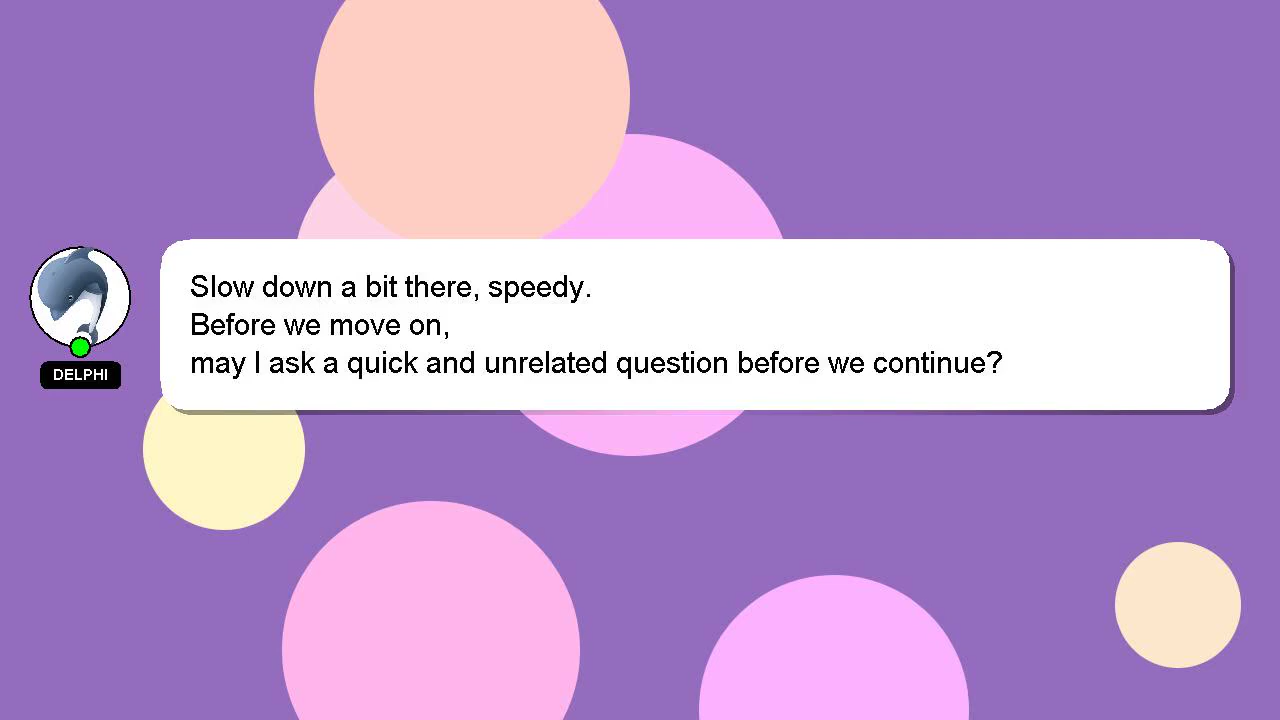 Slow down a bit there, speedy.
Before we move on,
may I ask a quick and unrelated question before we continue?
DELPHI